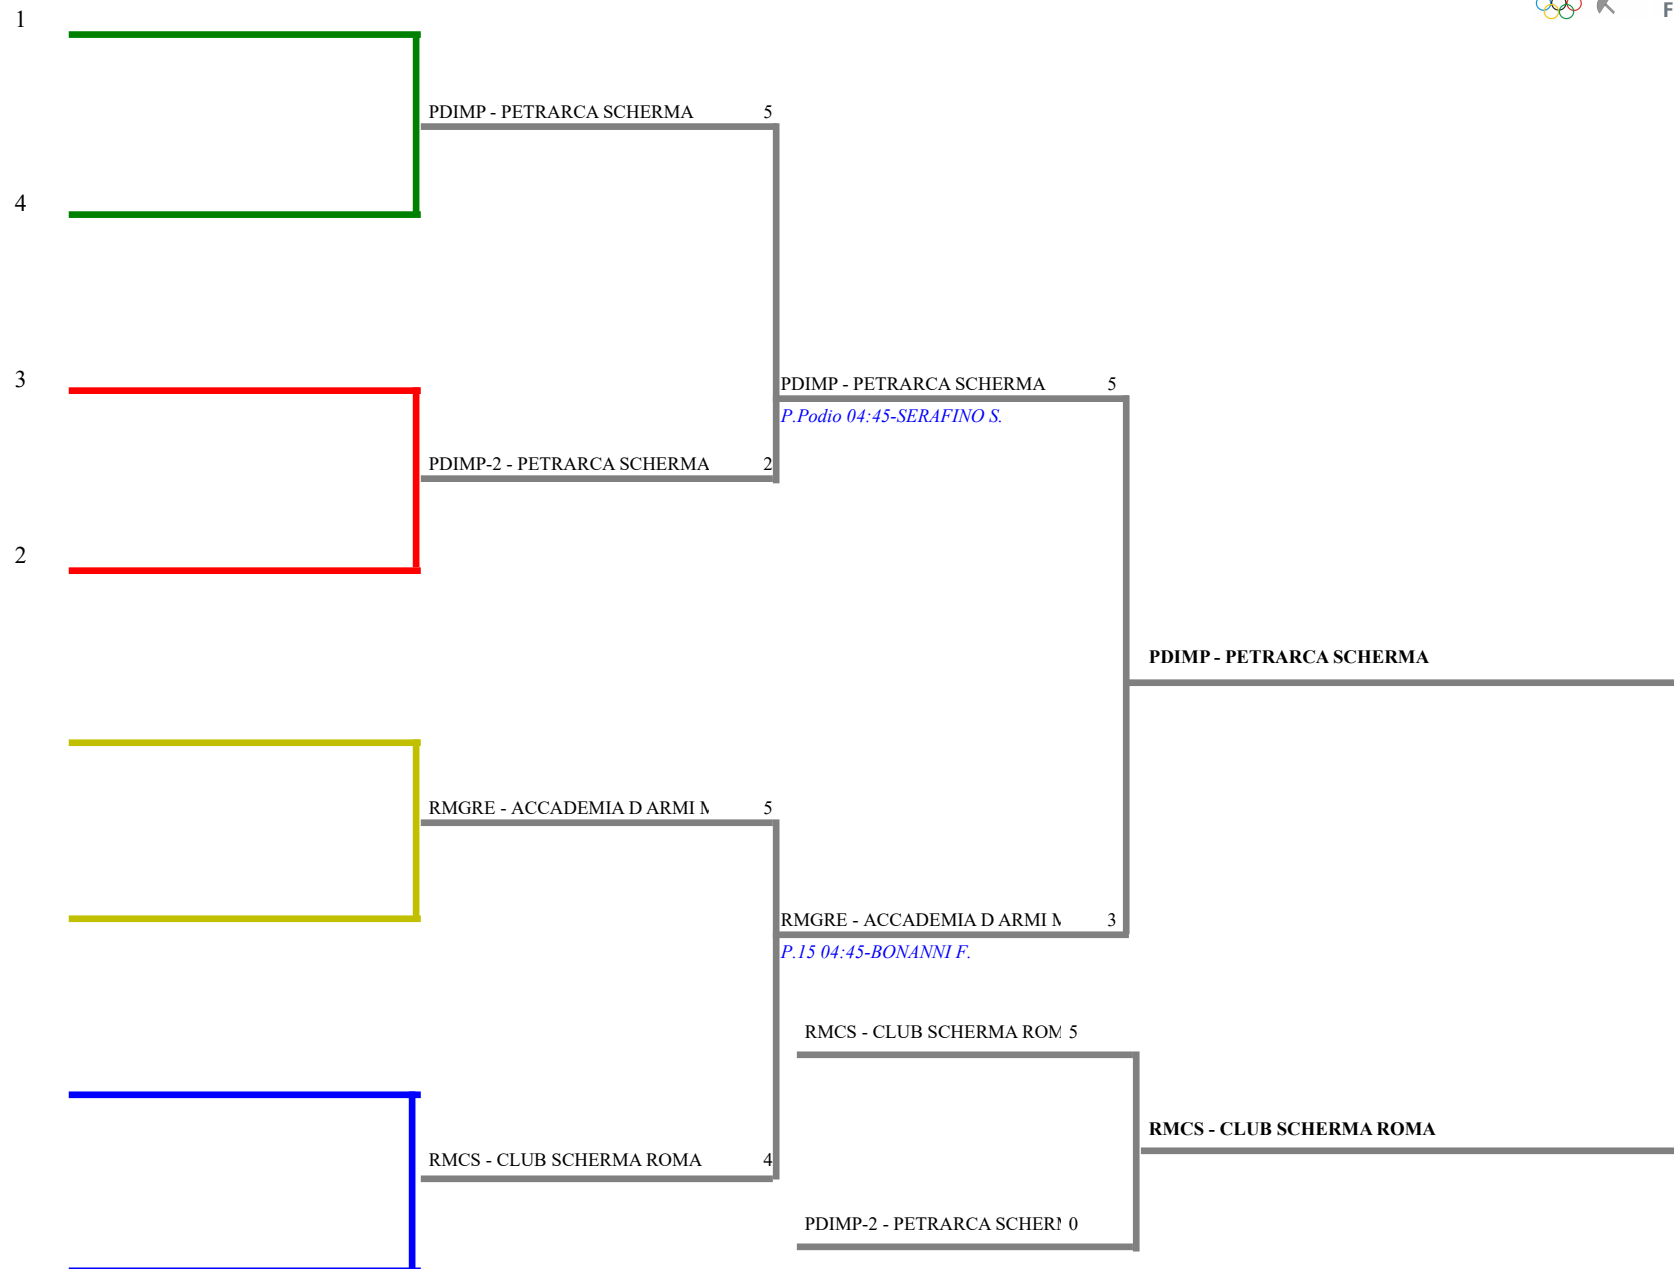 1
F
PDIMP - PETRARCA SCHERMA 5
4
3
PDIMP - PETRARCA SCHERMA 5
P.Podio 04:45-SERAFINO S.
PDIMP-2 - PETRARCA SCHERMA 2
2
PDIMP - PETRARCA SCHERMA
RMGRE - ACCADEMIA D ARMI 5
RMGRE - ACCADEMIA D ARMI 3
P.15 04:45-BONANNI F.
RMCS - CLUB SCHERMA ROM 5
RMCS - CLUB SCHERMA ROMA
RMCS - CLUB SCHERMA ROMA 4
PDIMP-2 - PETRARCA SCHER 0